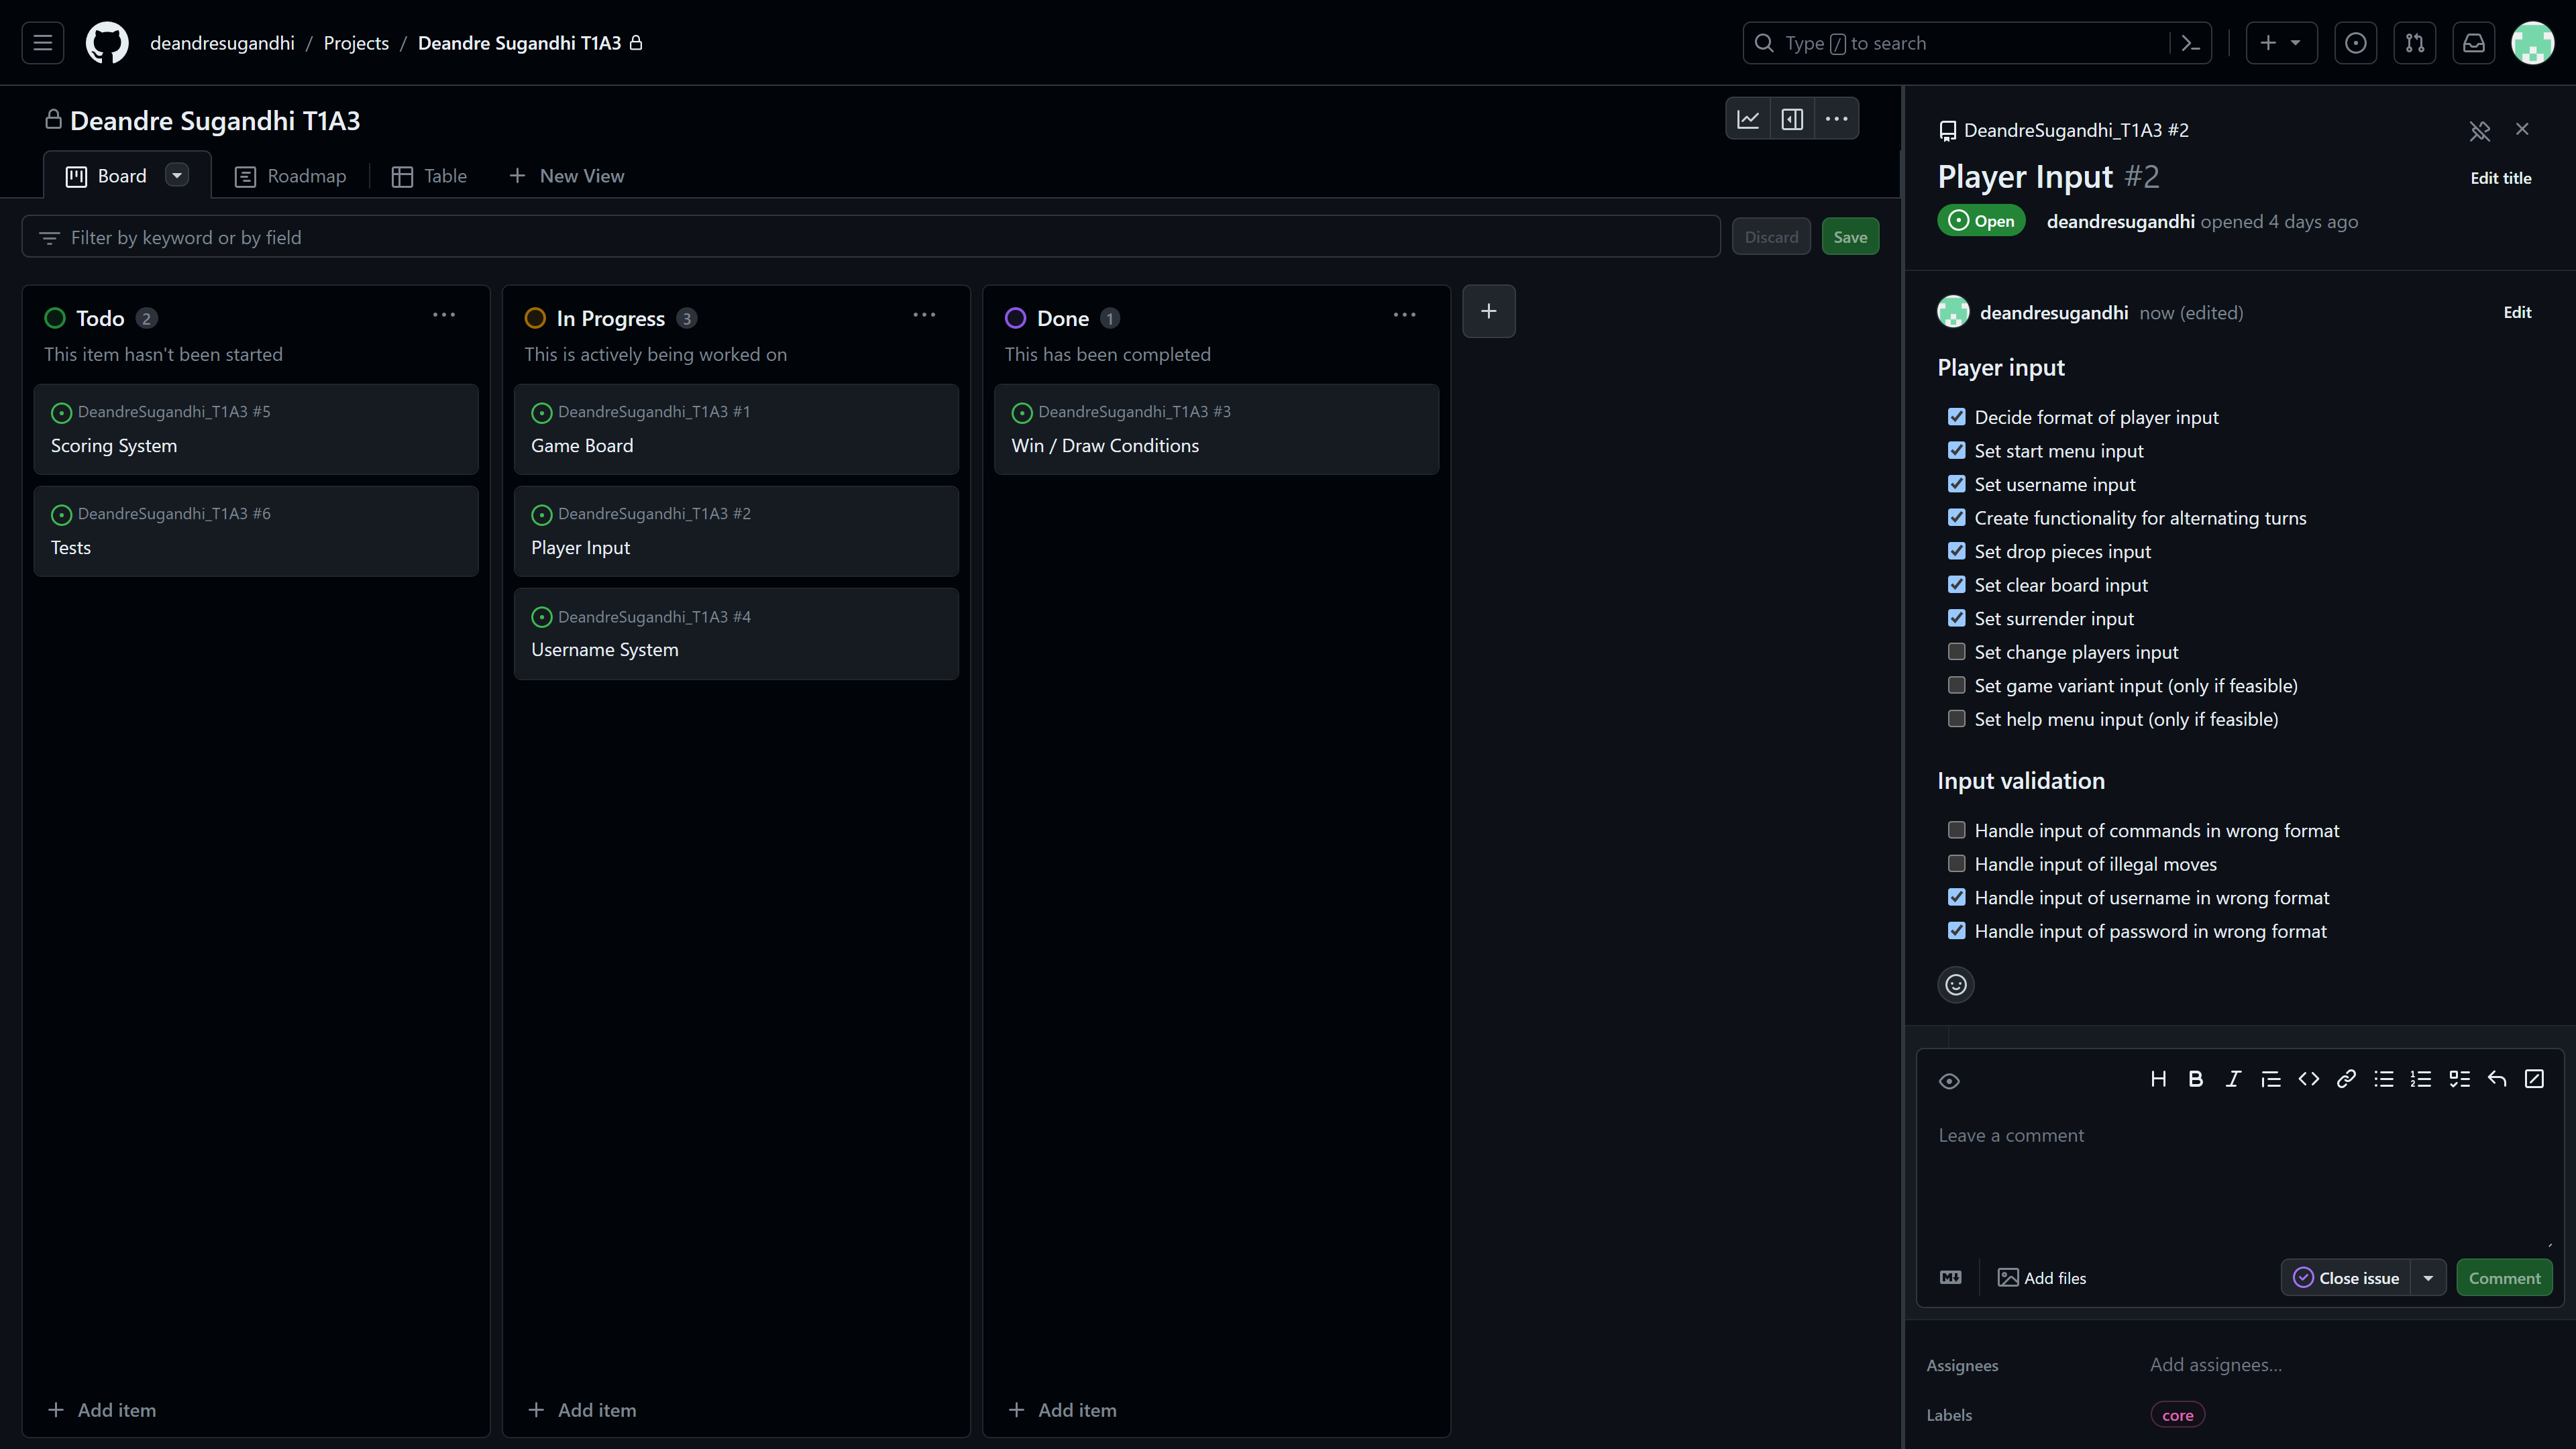 deandresugandhi / Projects / Deandre Sugandhi T1A3
Type / to search
Deandre Sugandhi T1A3
Board
Roadmap
Table
New View
Filter by keyword or by field
Discard
Save
Todo 2
This item hasn't been started
DeandreSugandhi_T1A3 #5
Scoring System
DeandreSugandhi_T1A3 #6
Tests
Add item
In Progress 3
This is actively being worked on
DeandreSugandhi_T1A3 #1
Game Board
DeandreSugandhi_T1A3 #2
Player Input
DeandreSugandhi_T1A3 #4
Username System
Add item
Done 1
This has been completed
DeandreSugandhi_T1A3 #3
Win / Draw Conditions
Add item
DeandreSugandhi_T1A3 #2
Player Input #2
Edit title
Open
deandresugandhi opened 4 days ago
deandresugandhi now (edited)
Edit
Player input
Decide format of player input
Set start menu input
Set username input
Create functionality for alternating turns
Set drop pieces input
Set clear board input
Set surrender input
Set change players input
Set game variant input (only if feasible)
Set help menu input (only if feasible)
Input validation
Handle input of commands in wrong format
Handle input of illegal moves
Handle input of username in wrong format
Handle input of password in wrong format
Leave a comment
Add files
Close issue
Comment
Assignees
Add assignees...
Labels
core